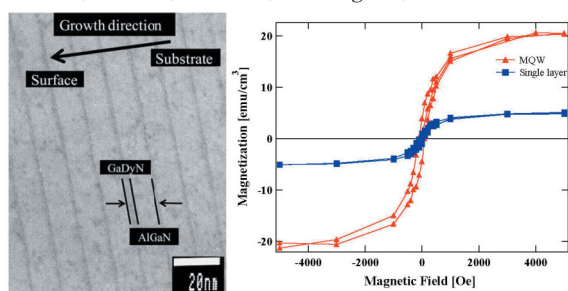 Growth direction
Substrate
Surface
GaDyN
AlGaN
20nm
MQW
Single layer
Magnetization [emu/cm³]
20
10
0
-10
-20
-4000
-2000
0
2000
4000
Magnetic Field [Oe]